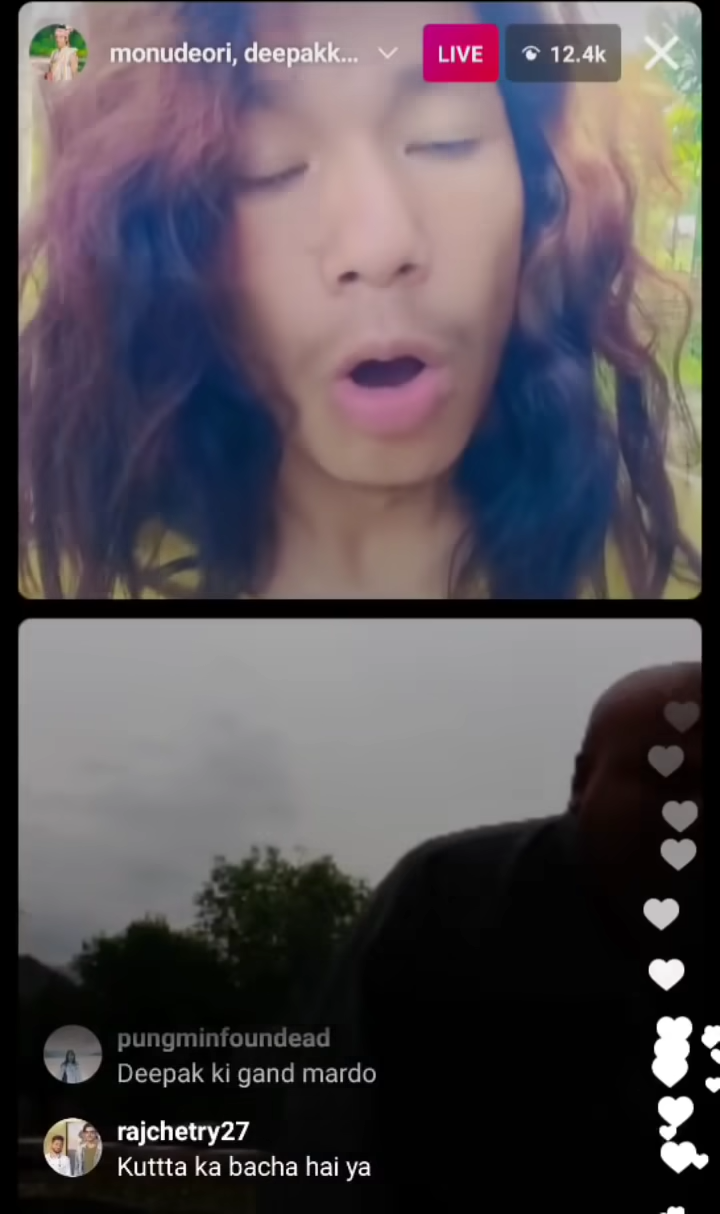 monudeori, deepakk...
LIVE
12.4k
pungminfoundead
Deepak ki gand mardo
rajchetry27
Kuttta ka bacha hai ya